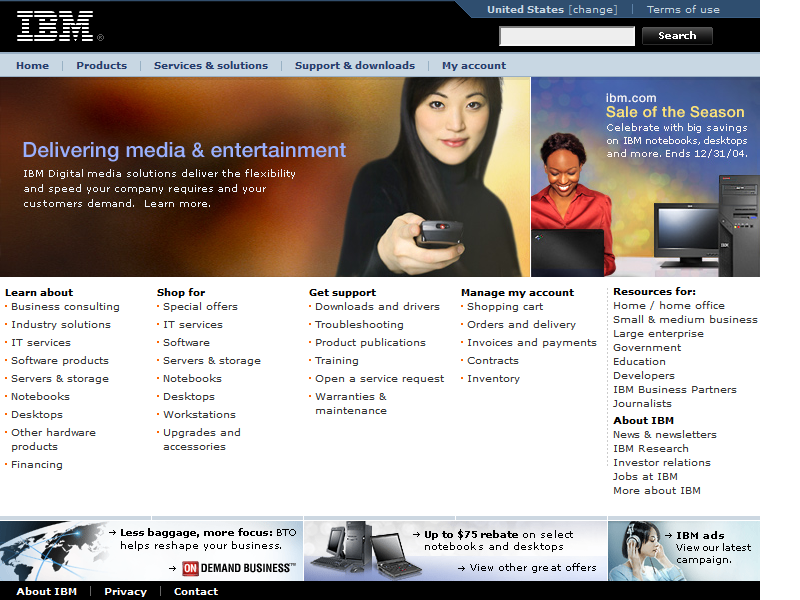 United States [change] Terms of use
IBM®
Search
Home Products Services & solutions Support & downloads My account
Delivering media & entertainment
IBM Digital media solutions deliver the flexibility
and speed your company requires and your
customers demand. Learn more.
ibm.com
Sale of the Season
Celebrate with big savings
on IBM notebooks, desktops
and more. Ends 12/31/04.
Learn about
Business consulting
Industry solutions
IT services
Software products
Servers & storage
Notebooks
Desktops
Other hardware
products
Financing
Shop for
Special offers
IT services
Software
Servers & storage
Notebooks
Desktops
Workstations
Upgrades and
accessories
Get support
Downloads and drivers
Troubleshooting
Product publications
Training
Open a service request
Warranties &
maintenance
Manage my account
Shopping cart
Orders and delivery
Invoices and payments
Contracts
Inventory
Resources for:
Home / home office
Small & medium business
Large enterprise
Government
Education
Developers
IBM Business Partners
Journalists
About IBM
News & newsletters
IBM Research
Investor relations
Jobs at IBM
More about IBM
Less baggage, more focus: BTO
helps reshape your business.
ON DEMAND BUSINESS™
Up to $75 rebate on select
notebooks and desktops
View other great offers
IBM ads
View our latest
campaign.
About IBM Privacy Contact